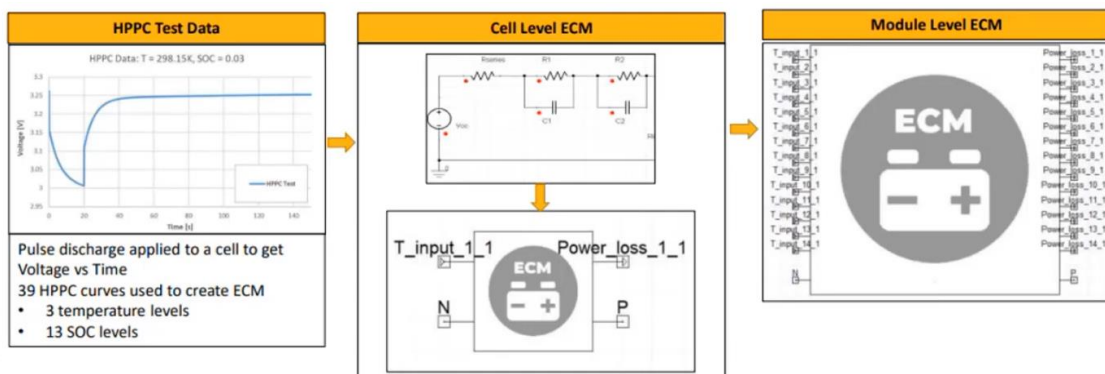 HPPC Test Data
HPPC Data: T = 298.15K, SOC = 0.03
3.3
3.25
3.2
3.15
3.1
3.05
3
2.95
Voltage [V]
0
20
40
60
80
100
120
140
Time [s]
HPPC Test
Pulse discharge applied to a cell to get
Voltage vs Time
39 HPPC curves used to create ECM
• 3 temperature levels
• 13 SOC levels
Cell Level ECM
R1
R2
C1
C2
Voc
T_input_1_1
Power_loss_1_1
ECM
N
P
Module Level ECM
T_input_1_1
T_input_2_1
T_input_3_1
T_input_4_1
T_input_5_1
T_input_6_1
T_input_7_1
T_input_8_1
T_input_9_1
T_input_10_1
T_input_11_1
T_input_12_1
T_input_13_1
T_input_14_1
N
ECM
Power_loss_1_1
Power_loss_2_1
Power_loss_3_1
Power_loss_4_1
Power_loss_5_1
Power_loss_6_1
Power_loss_7_1
Power_loss_8_1
Power_loss_9_1
Power_loss_10_1
Power_loss_11_1
Power_loss_12_1
Power_loss_13_1
Power_loss_14_1
P